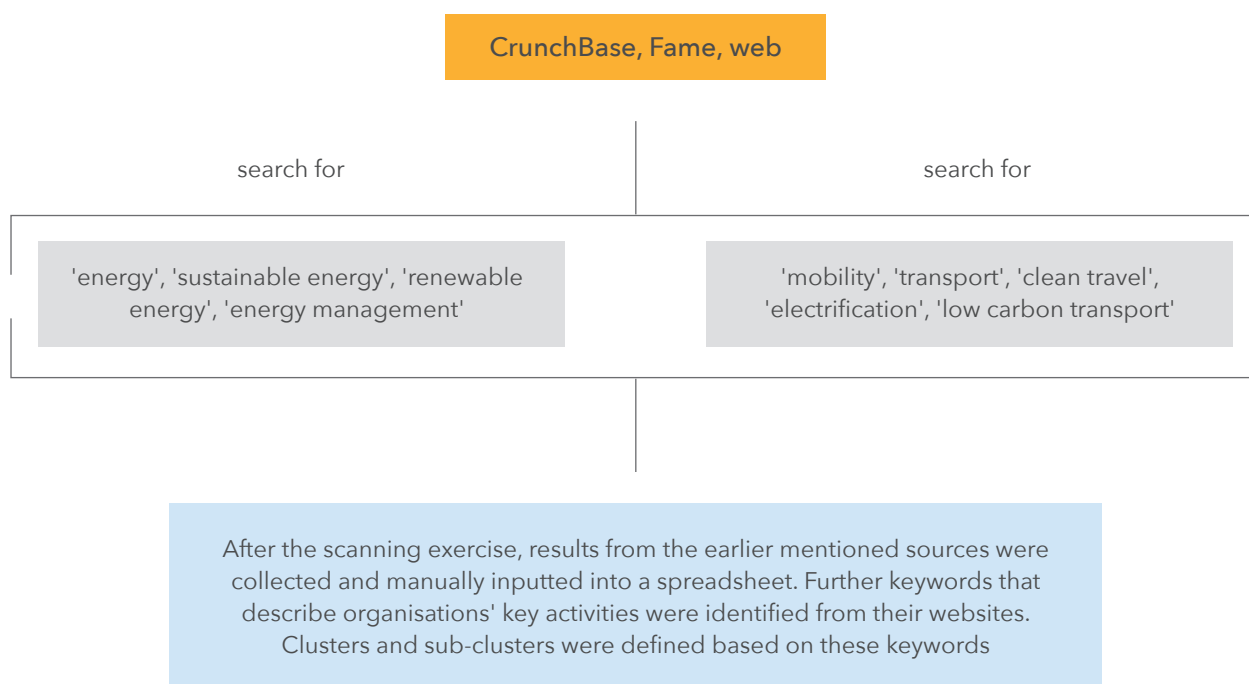 CrunchBase, Fame, web
search for
search for
'energy', 'sustainable energy', 'renewable
energy', 'energy management'
'mobility', 'transport', 'clean travel',
'electrification', 'low carbon transport'
After the scanning exercise, results from the earlier mentioned sources were
collected and manually inputted into a spreadsheet. Further keywords that
describe organisations' key activities were identified from their websites.
Clusters and sub-clusters were defined based on these keywords